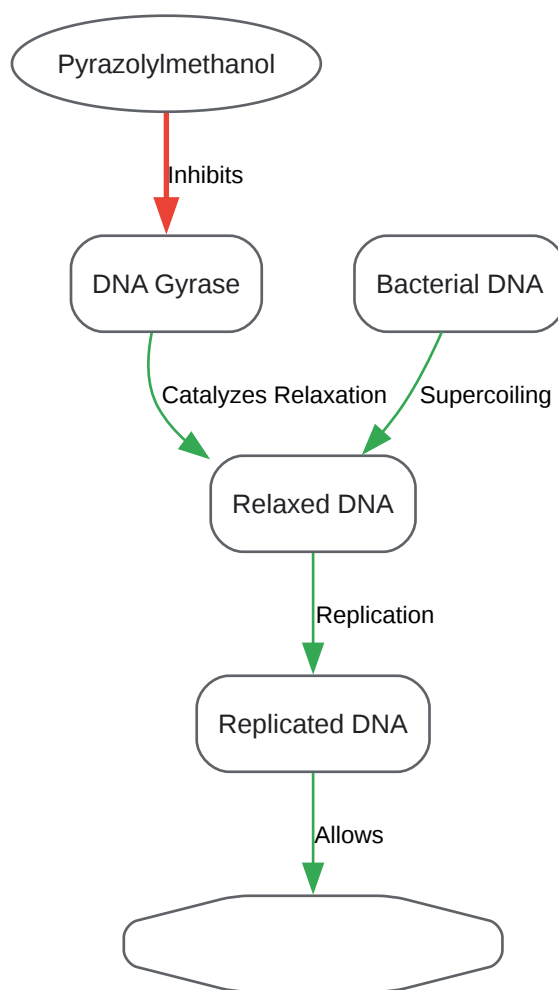 Pyrazolylmethanol
Inhibits
DNA Gyrase
Bacterial DNA
Catalyzes Relaxation
Supercoiling
Relaxed DNA
Replication
Replicated DNA
Allows